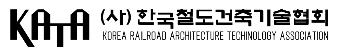 KATA (사) 한국철도건축기술협회
KOREA RAILROAD ARCHITECTURE TECHNOLOGY ASSOCIATION